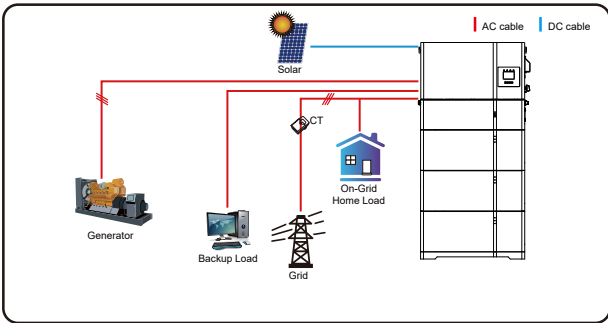 AC cable
DC cable
Solar
CT
On-Grid
Home Load
Generator
Backup Load
Grid